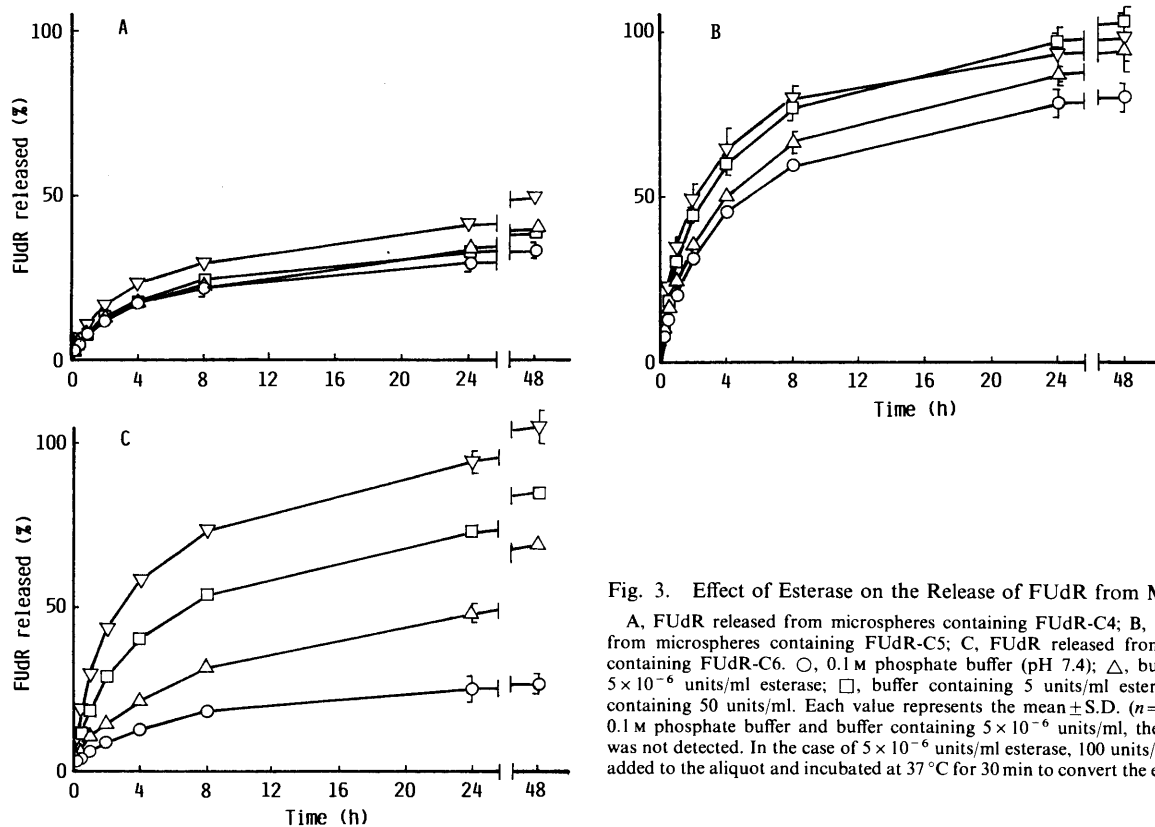 A
100
50
0
FUdR released (%)
0 4 8 12 16 20 24 48
B
100
50
0
0 4 8 12 16 20 24 48
Time (h)
C
100
50
0
FUdR released (%)
0 4 8 12 16 20 24 48
Time (h)
Fig. 3. Effect of Esterase on the Release of FUdR from
A, FUdR released from microspheres containing FUdR-C4; B,
from microspheres containing FUdR-C5; C, FUdR released from
containing FUdR-C6. ○, 0.1 M phosphate buffer (pH 7.4); △, bu
5 × 10⁻⁶ units/ml esterase; □, buffer containing 5 units/ml ester
containing 50 units/ml. Each value represents the mean ± S.D. (n=
0.1 M phosphate buffer and buffer containing 5 × 10⁻⁶ units/ml, the
was not detected. In the case of 5 × 10⁻⁶ units/ml esterase, 100 units/
added to the aliquot and incubated at 37 °C for 30 min to convert the e